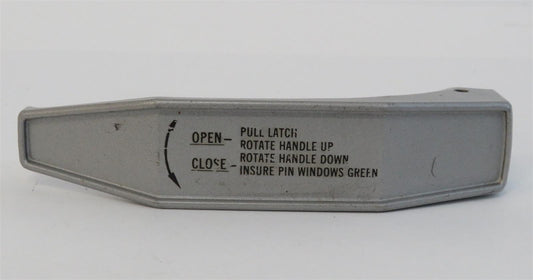 OPEN – PULL LATCH
ROTATE HANDLE UP
CLOSE – ROTATE HANDLE DOWN
INSURE PIN WINDOWS GREEN